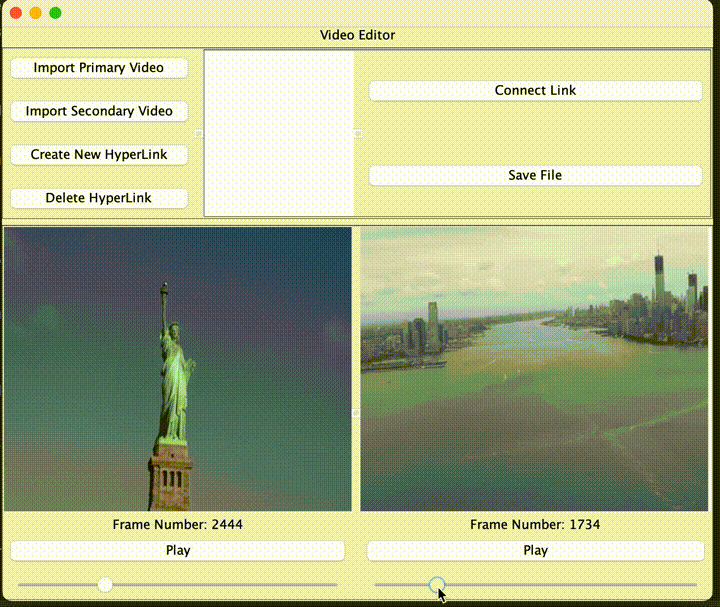 Video Editor
Import Primary Video
Import Secondary Video
Create New HyperLink
Delete HyperLink
Connect Link
Save File
Frame Number: 2444
Play
Frame Number: 1734
Play